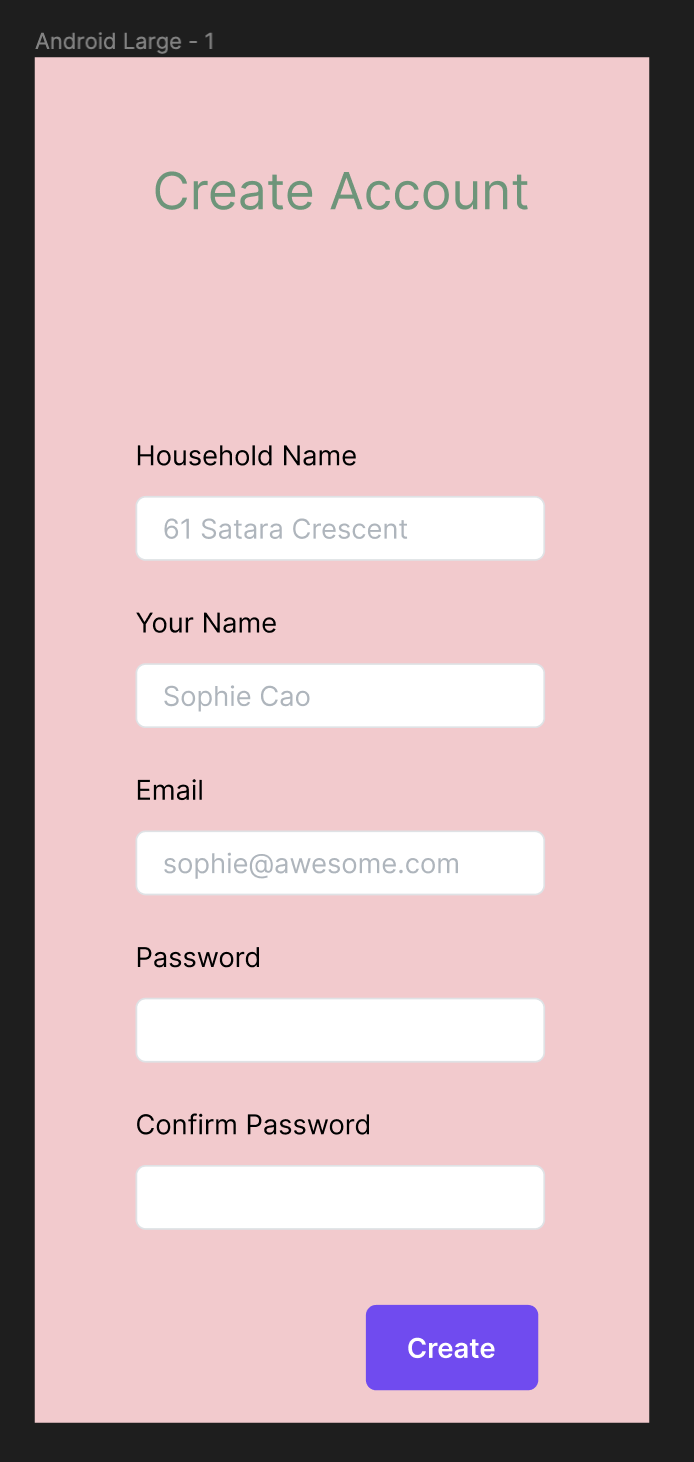 Android Large - 1
Create Account
Household Name
61 Satara Crescent
Your Name
Sophie Cao
Email
sophie@awesome.com
Password
Confirm Password
Create